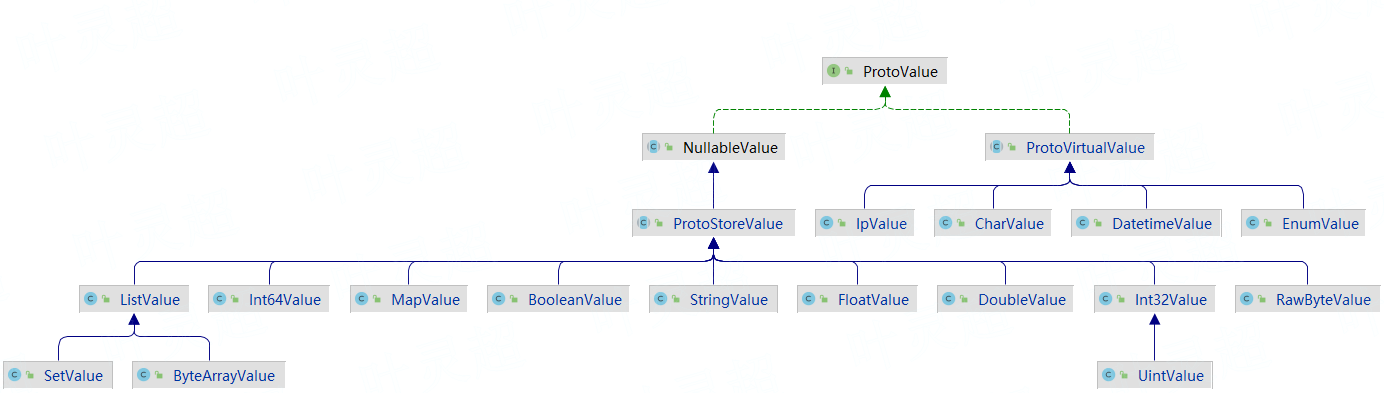 ProtoValue
NullableValue
ProtoVirtualValue
ProtoStoreValue
IpValue
CharValue
DatetimeValue
EnumValue
ListValue
Int64Value
MapValue
BooleanValue
StringValue
FloatValue
DoubleValue
Int32Value
RawByteValue
SetValue
ByteArrayValue
UintValue